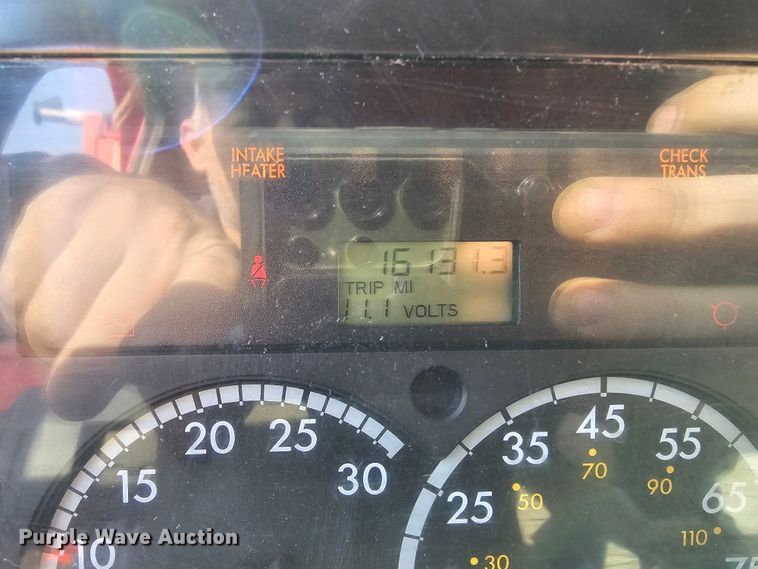 INTAKE
HEATER
CHECK
TRANS
16131.3
TRIP MI
11.1 VOLTS
10
15
20
25
30
25
35
45
55
65
75
30
50
70
90
110
Purple Wave Auction